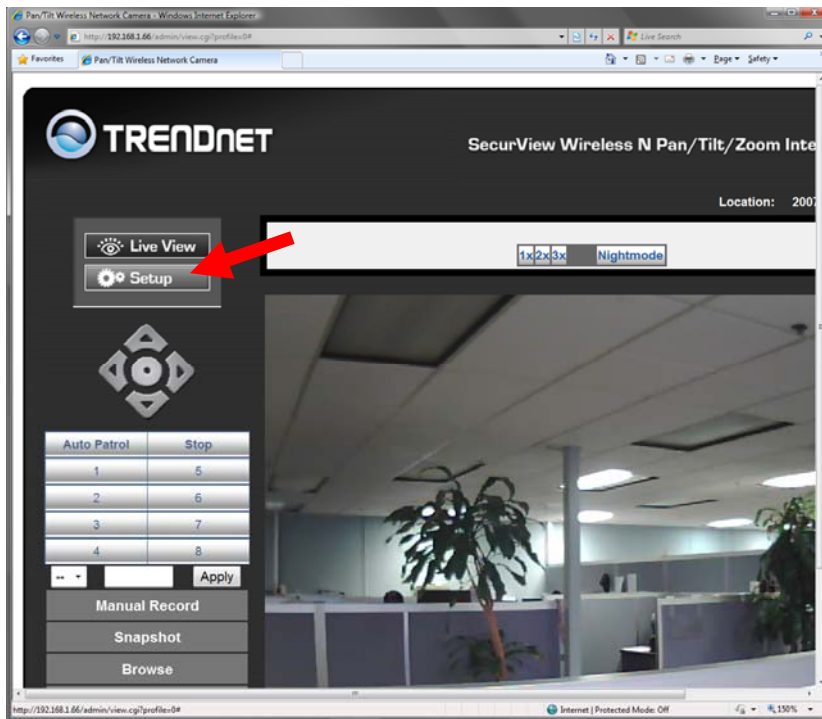 Pan/Tilt Wireless Network Camera - Windows Internet Explorer
http://192.168.1.66/admin/view.cgi?profile=0#
Live Search
Favorites
Pan/Tilt Wireless Network Camera
Page
Safety
TRENDNET
SecurView Wireless N Pan/Tilt/Zoom Inte
Location: 2007
Live View
1x 2x 3x Nightmode
Setup
Auto Patrol Stop
1 5
2 6
3 7
4 8
-- Apply
Manual Record
Snapshot
Browse
http://192.168.1.66/admin/view.cgi?profile=0#
Internet | Protected Mode: Off
150%